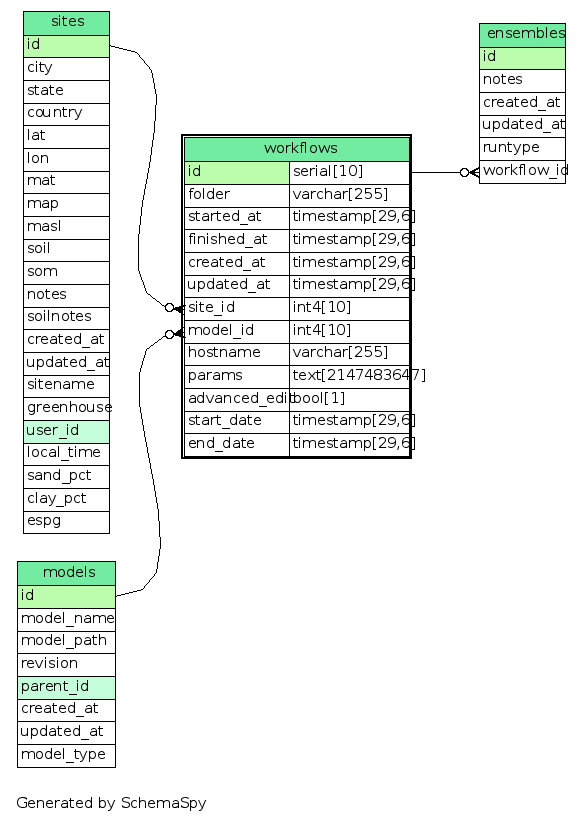 sites
id
city
state
country
lat
lon
mat
map
masl
soil
som
notes
soilnotes
created_at
updated_at
sitename
greenhouse
user_id
local_time
sand_pct
clay_pct
espg
workflows
id serial[10]
folder varchar[255]
started_at timestamp[29,6]
finished_at timestamp[29,6]
created_at timestamp[29,6]
updated_at timestamp[29,6]
site_id int4[10]
model_id int4[10]
hostname varchar[255]
params text[2147483647]
advanced_edit bool[1]
start_date timestamp[29,6]
end_date timestamp[29,6]
ensembles
id
notes
created_at
updated_at
runtype
workflow_id
models
id
model_name
model_path
revision
parent_id
created_at
updated_at
model_type
Generated by SchemaSpy